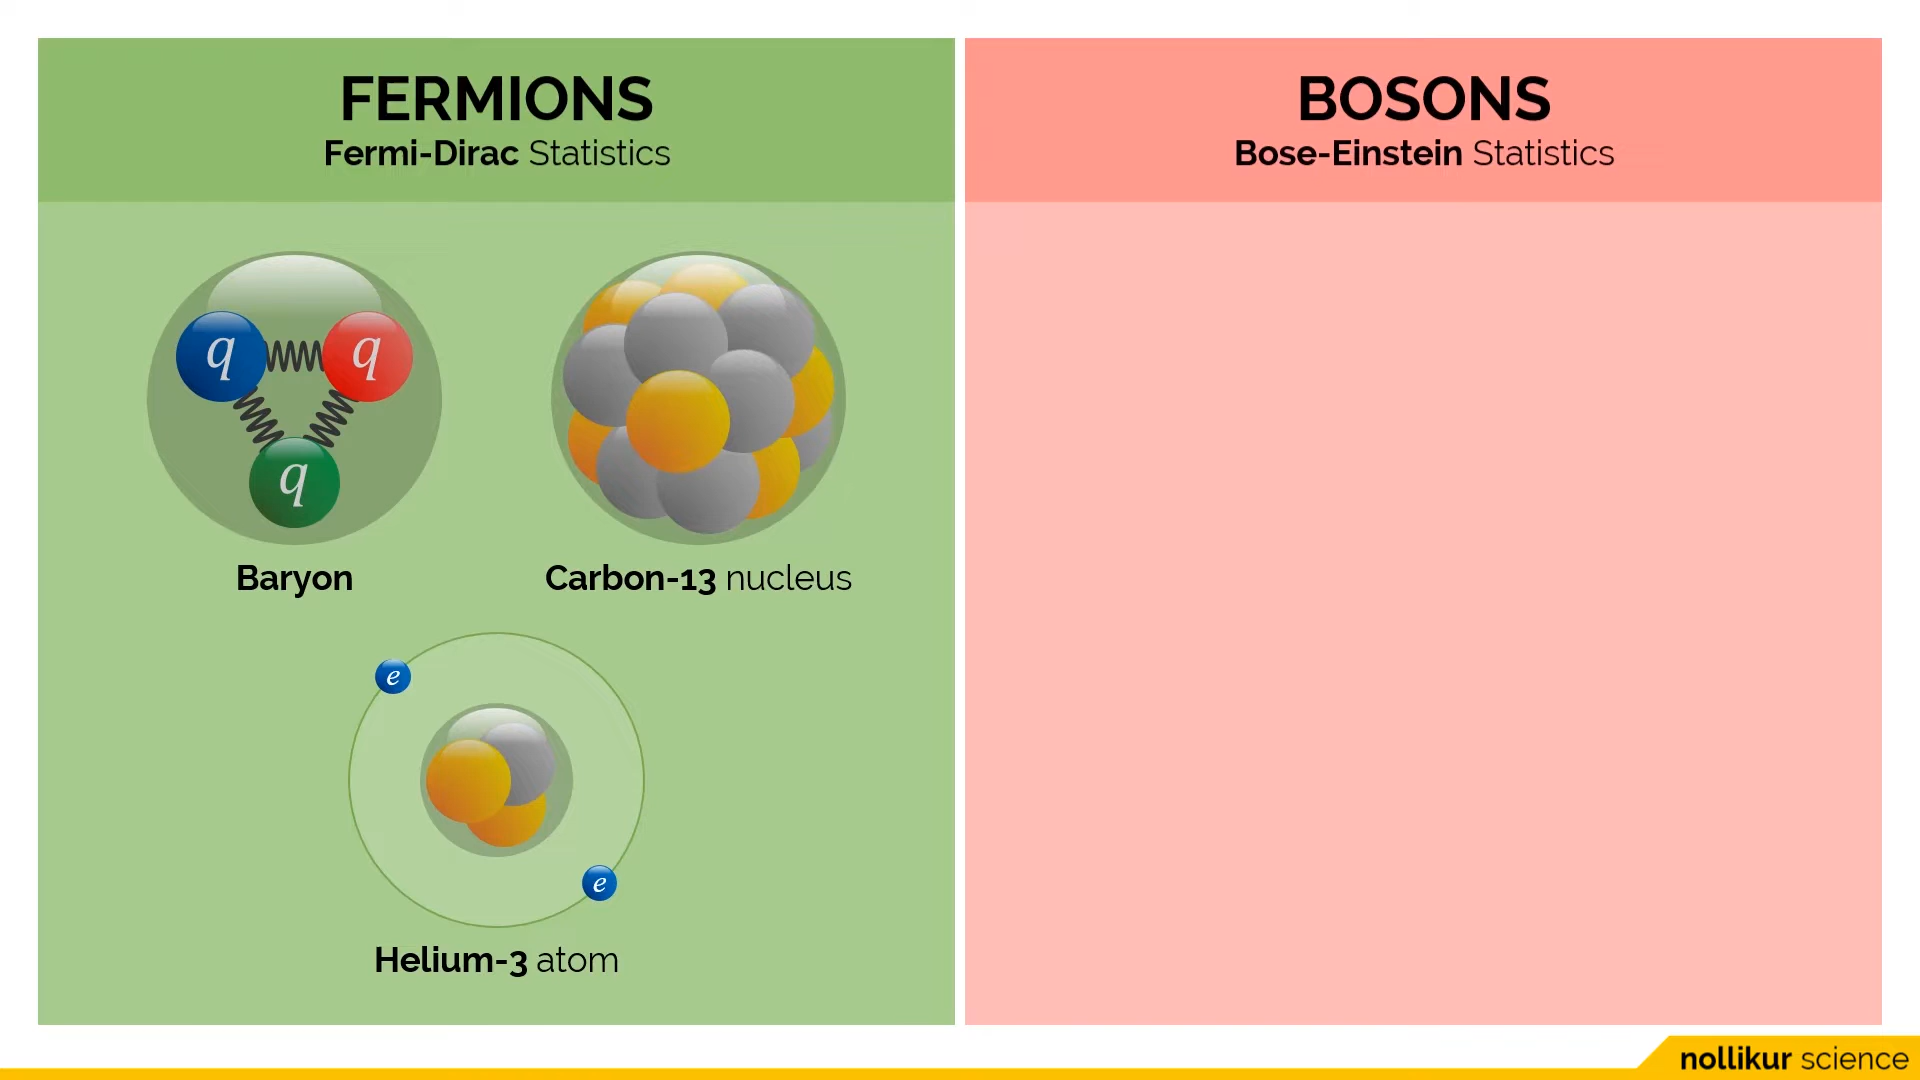 FERMIONS
Fermi-Dirac Statistics
q
q
q
Baryon
Carbon-13 nucleus
e
e
Helium-3 atom
BOSONS
Bose-Einstein Statistics
nollikur science